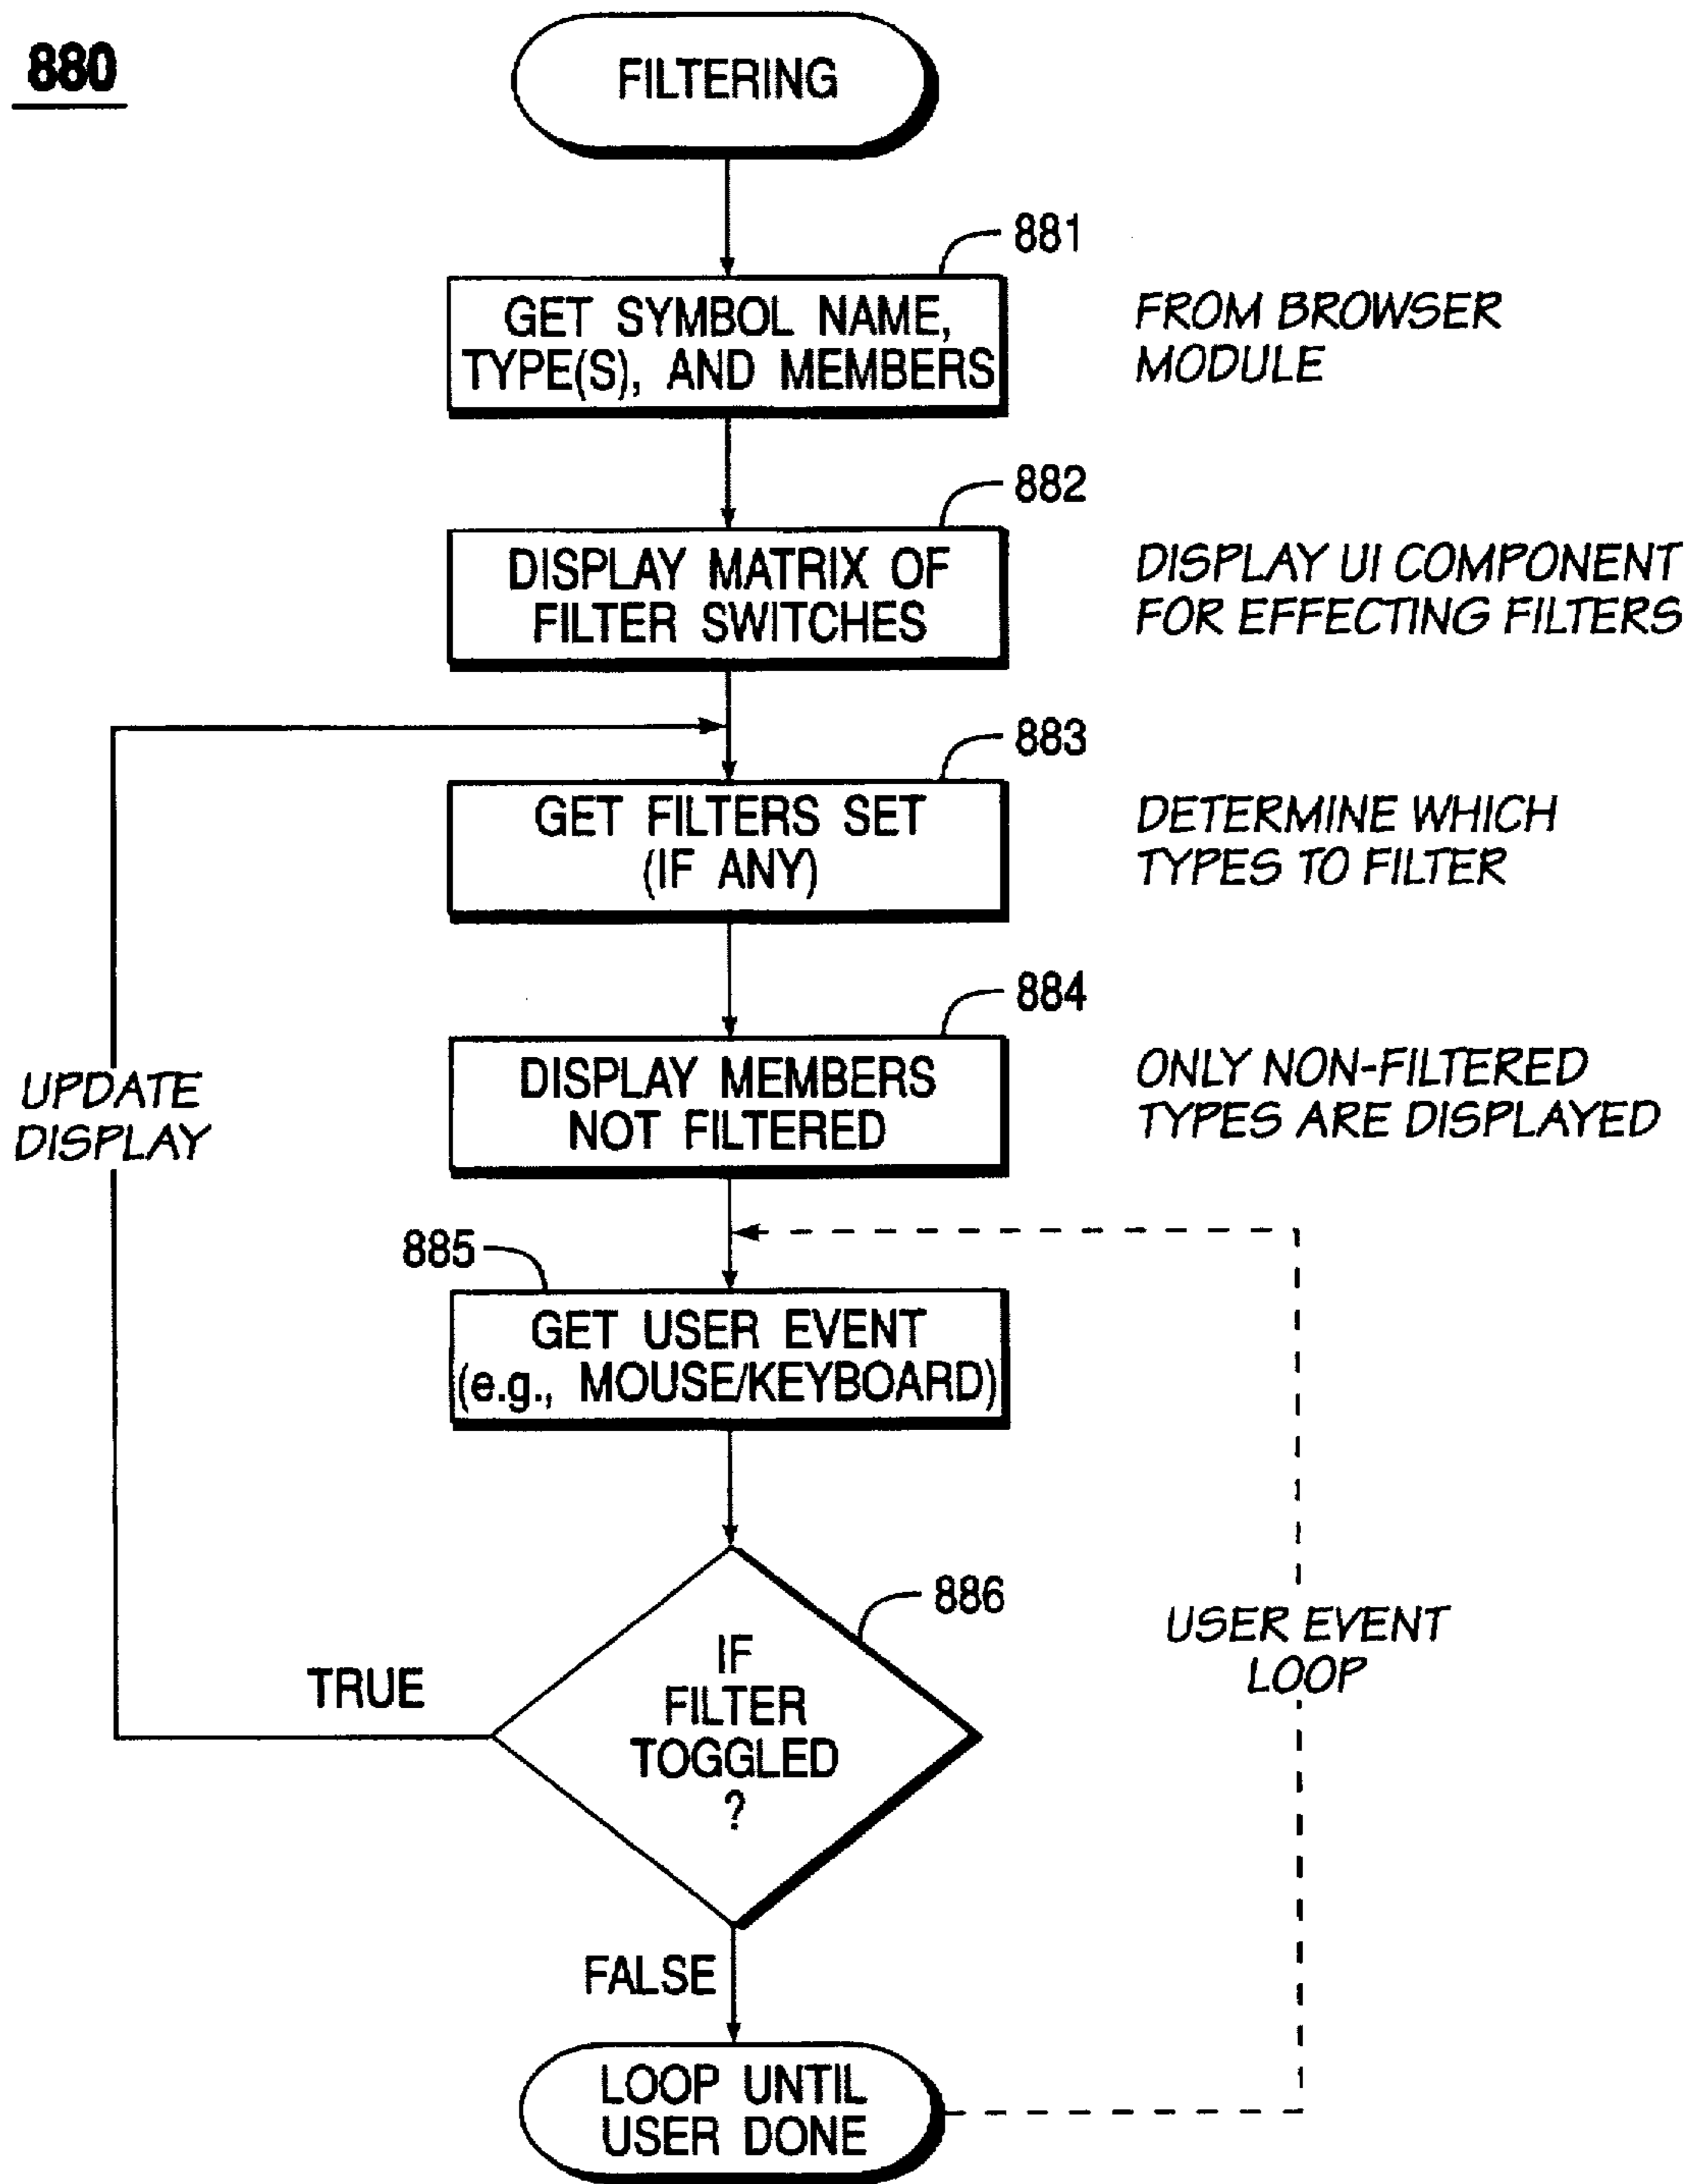 880
FILTERING
881
GET SYMBOL NAME,
TYPE(S), AND MEMBERS
FROM BROWSER
MODULE
882
DISPLAY MATRIX OF
FILTER SWITCHES
DISPLAY UI COMPONENT
FOR EFFECTING FILTERS
883
GET FILTERS SET
(IF ANY)
DETERMINE WHICH
TYPES TO FILTER
884
DISPLAY MEMBERS
NOT FILTERED
ONLY NON-FILTERED
TYPES ARE DISPLAYED
UPDATE
DISPLAY
885
GET USER EVENT
(e.g., MOUSE/KEYBOARD)
886
IF
FILTER
TOGGLED
?
TRUE
USER EVENT
LOOP
FALSE
LOOP UNTIL
USER DONE